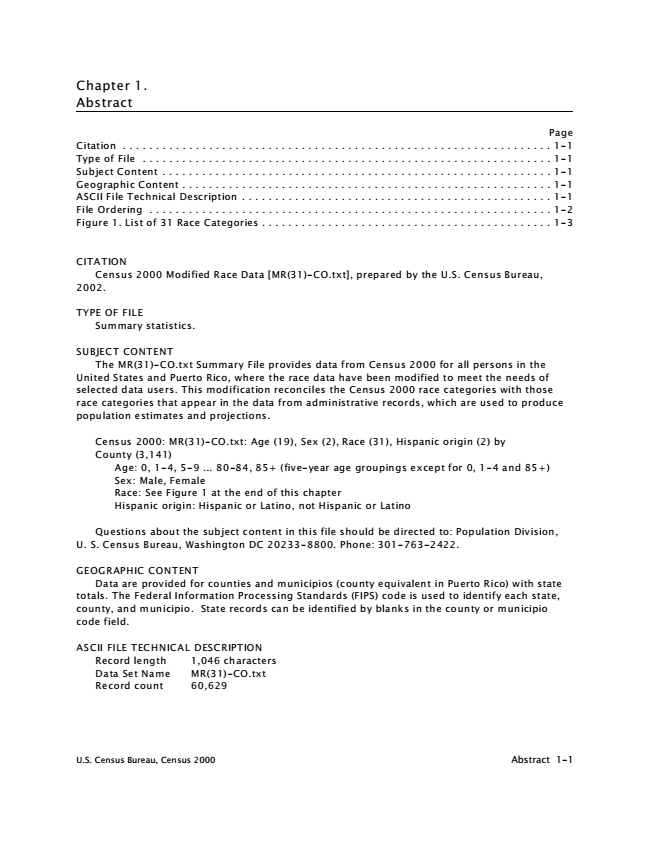 Chapter 1.
Abstract
Page
Citation . . . . . . . . . . . . . . . . . . . . . . . . . . . . . . . . . . . . . . . . . . . . . . . . . . . . . . . . . . . . . . . . . 1–1
Type of File . . . . . . . . . . . . . . . . . . . . . . . . . . . . . . . . . . . . . . . . . . . . . . . . . . . . . . . . . . . . . . 1–1
Subject Content . . . . . . . . . . . . . . . . . . . . . . . . . . . . . . . . . . . . . . . . . . . . . . . . . . . . . . . . . . . 1–1
Geographic Content . . . . . . . . . . . . . . . . . . . . . . . . . . . . . . . . . . . . . . . . . . . . . . . . . . . . . . . . 1–1
ASCII File Technical Description . . . . . . . . . . . . . . . . . . . . . . . . . . . . . . . . . . . . . . . . . . . . . . . 1–1
File Ordering . . . . . . . . . . . . . . . . . . . . . . . . . . . . . . . . . . . . . . . . . . . . . . . . . . . . . . . . . . . . . 1–2
Figure 1. List of 31 Race Categories . . . . . . . . . . . . . . . . . . . . . . . . . . . . . . . . . . . . . . . . . . . . 1–3
CITATION
Census 2000 Modified Race Data [MR(31)–CO.txt], prepared by the U.S. Census Bureau,
2002.
TYPE OF FILE
Summary statistics.
SUBJECT CONTENT
The MR(31)–CO.txt Summary File provides data from Census 2000 for all persons in the
United States and Puerto Rico, where the race data have been modified to meet the needs of
selected data users. This modification reconciles the Census 2000 race categories with those
race categories that appear in the data from administrative records, which are used to produce
population estimates and projections.
Census 2000: MR(31)–CO.txt: Age (19), Sex (2), Race (31), Hispanic origin (2) by
County (3,141)
Age: 0, 1–4, 5–9 ... 80–84, 85+ (five–year age groupings except for 0, 1–4 and 85+)
Sex: Male, Female
Race: See Figure 1 at the end of this chapter
Hispanic origin: Hispanic or Latino, not Hispanic or Latino
Questions about the subject content in this file should be directed to: Population Division,
U. S. Census Bureau, Washington DC 20233–8800. Phone: 301–763–2422.
GEOGRAPHIC CONTENT
Data are provided for counties and municipios (county equivalent in Puerto Rico) with state
totals. The Federal Information Processing Standards (FIPS) code is used to identify each state,
county, and municipio. State records can be identified by blanks in the county or municipio
code field.
ASCII FILE TECHNICAL DESCRIPTION
Record length 1,046 characters
Data Set Name MR(31)–CO.txt
Record count 60,629
U.S. Census Bureau, Census 2000 Abstract 1–1